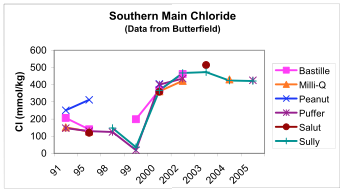 Southern Main Chloride
(Data from Butterfield)
Cl (mmol/kg)
600
500
400
300
200
100
0
91
95
98
99
2000
2002
2003
2004
2005
Bastille
Milli-Q
Peanut
Puffer
Salut
Sully